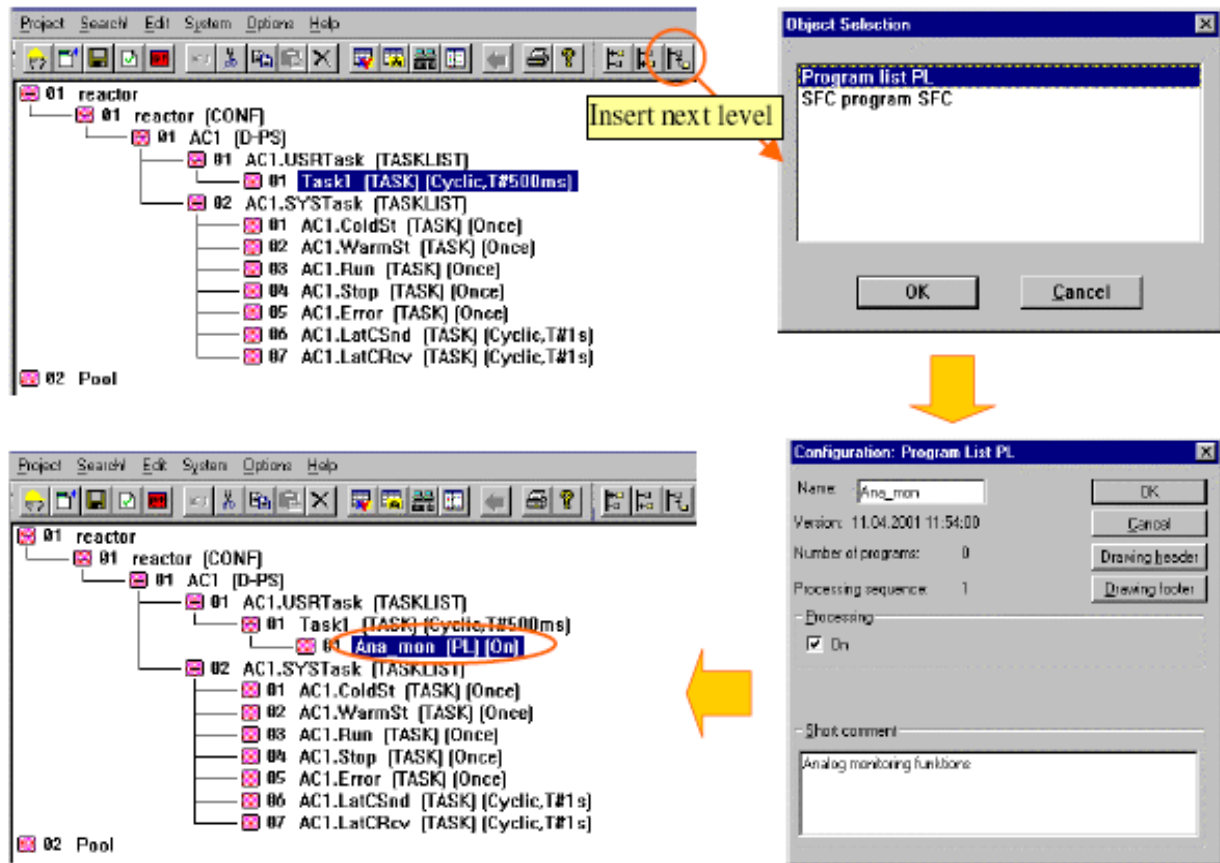 Project Search! Edit System Options Help
01 reactor
01 reactor (CONF)
01 AC1 (D-PS)
01 AC1.USRTask (TASKLIST)
01 Task1 (TASK) (Cyclic,T#500ms)
02 AC1.SYSTask (TASKLIST)
01 AC1.ColdSt (TASK) (Once)
02 AC1.WarmSt (TASK) (Once)
03 AC1.Run (TASK) (Once)
04 AC1.Stop (TASK) (Once)
05 AC1.Error (TASK) (Once)
06 AC1.LatCSnd (TASK) (Cyclic,T#1s)
07 AC1.LatCRcv (TASK) (Cyclic,T#1s)
02 Pool
Insert next level
Object Selection
Program list PL
SFC program SFC
OK Cancel
Configuration: Program List PL
Name: Ana_mon OK
Version: 11.04.2001 11:54:00 Cancel
Number of programs: 0 Drawing header
Processing sequence: 1 Drawing footer
Processing
On
Short comment
Analog monitoring funktions
Project Search! Edit System Options Help
01 reactor
01 reactor (CONF)
01 AC1 (D-PS)
01 AC1.USRTask (TASKLIST)
01 Task1 (TASK) (Cyclic,T#500ms)
01 Ana_mon (PL) (On)
02 AC1.SYSTask (TASKLIST)
01 AC1.ColdSt (TASK) (Once)
02 AC1.WarmSt (TASK) (Once)
03 AC1.Run (TASK) (Once)
04 AC1.Stop (TASK) (Once)
05 AC1.Error (TASK) (Once)
06 AC1.LatCSnd (TASK) (Cyclic,T#1s)
07 AC1.LatCRcv (TASK) (Cyclic,T#1s)
02 Pool